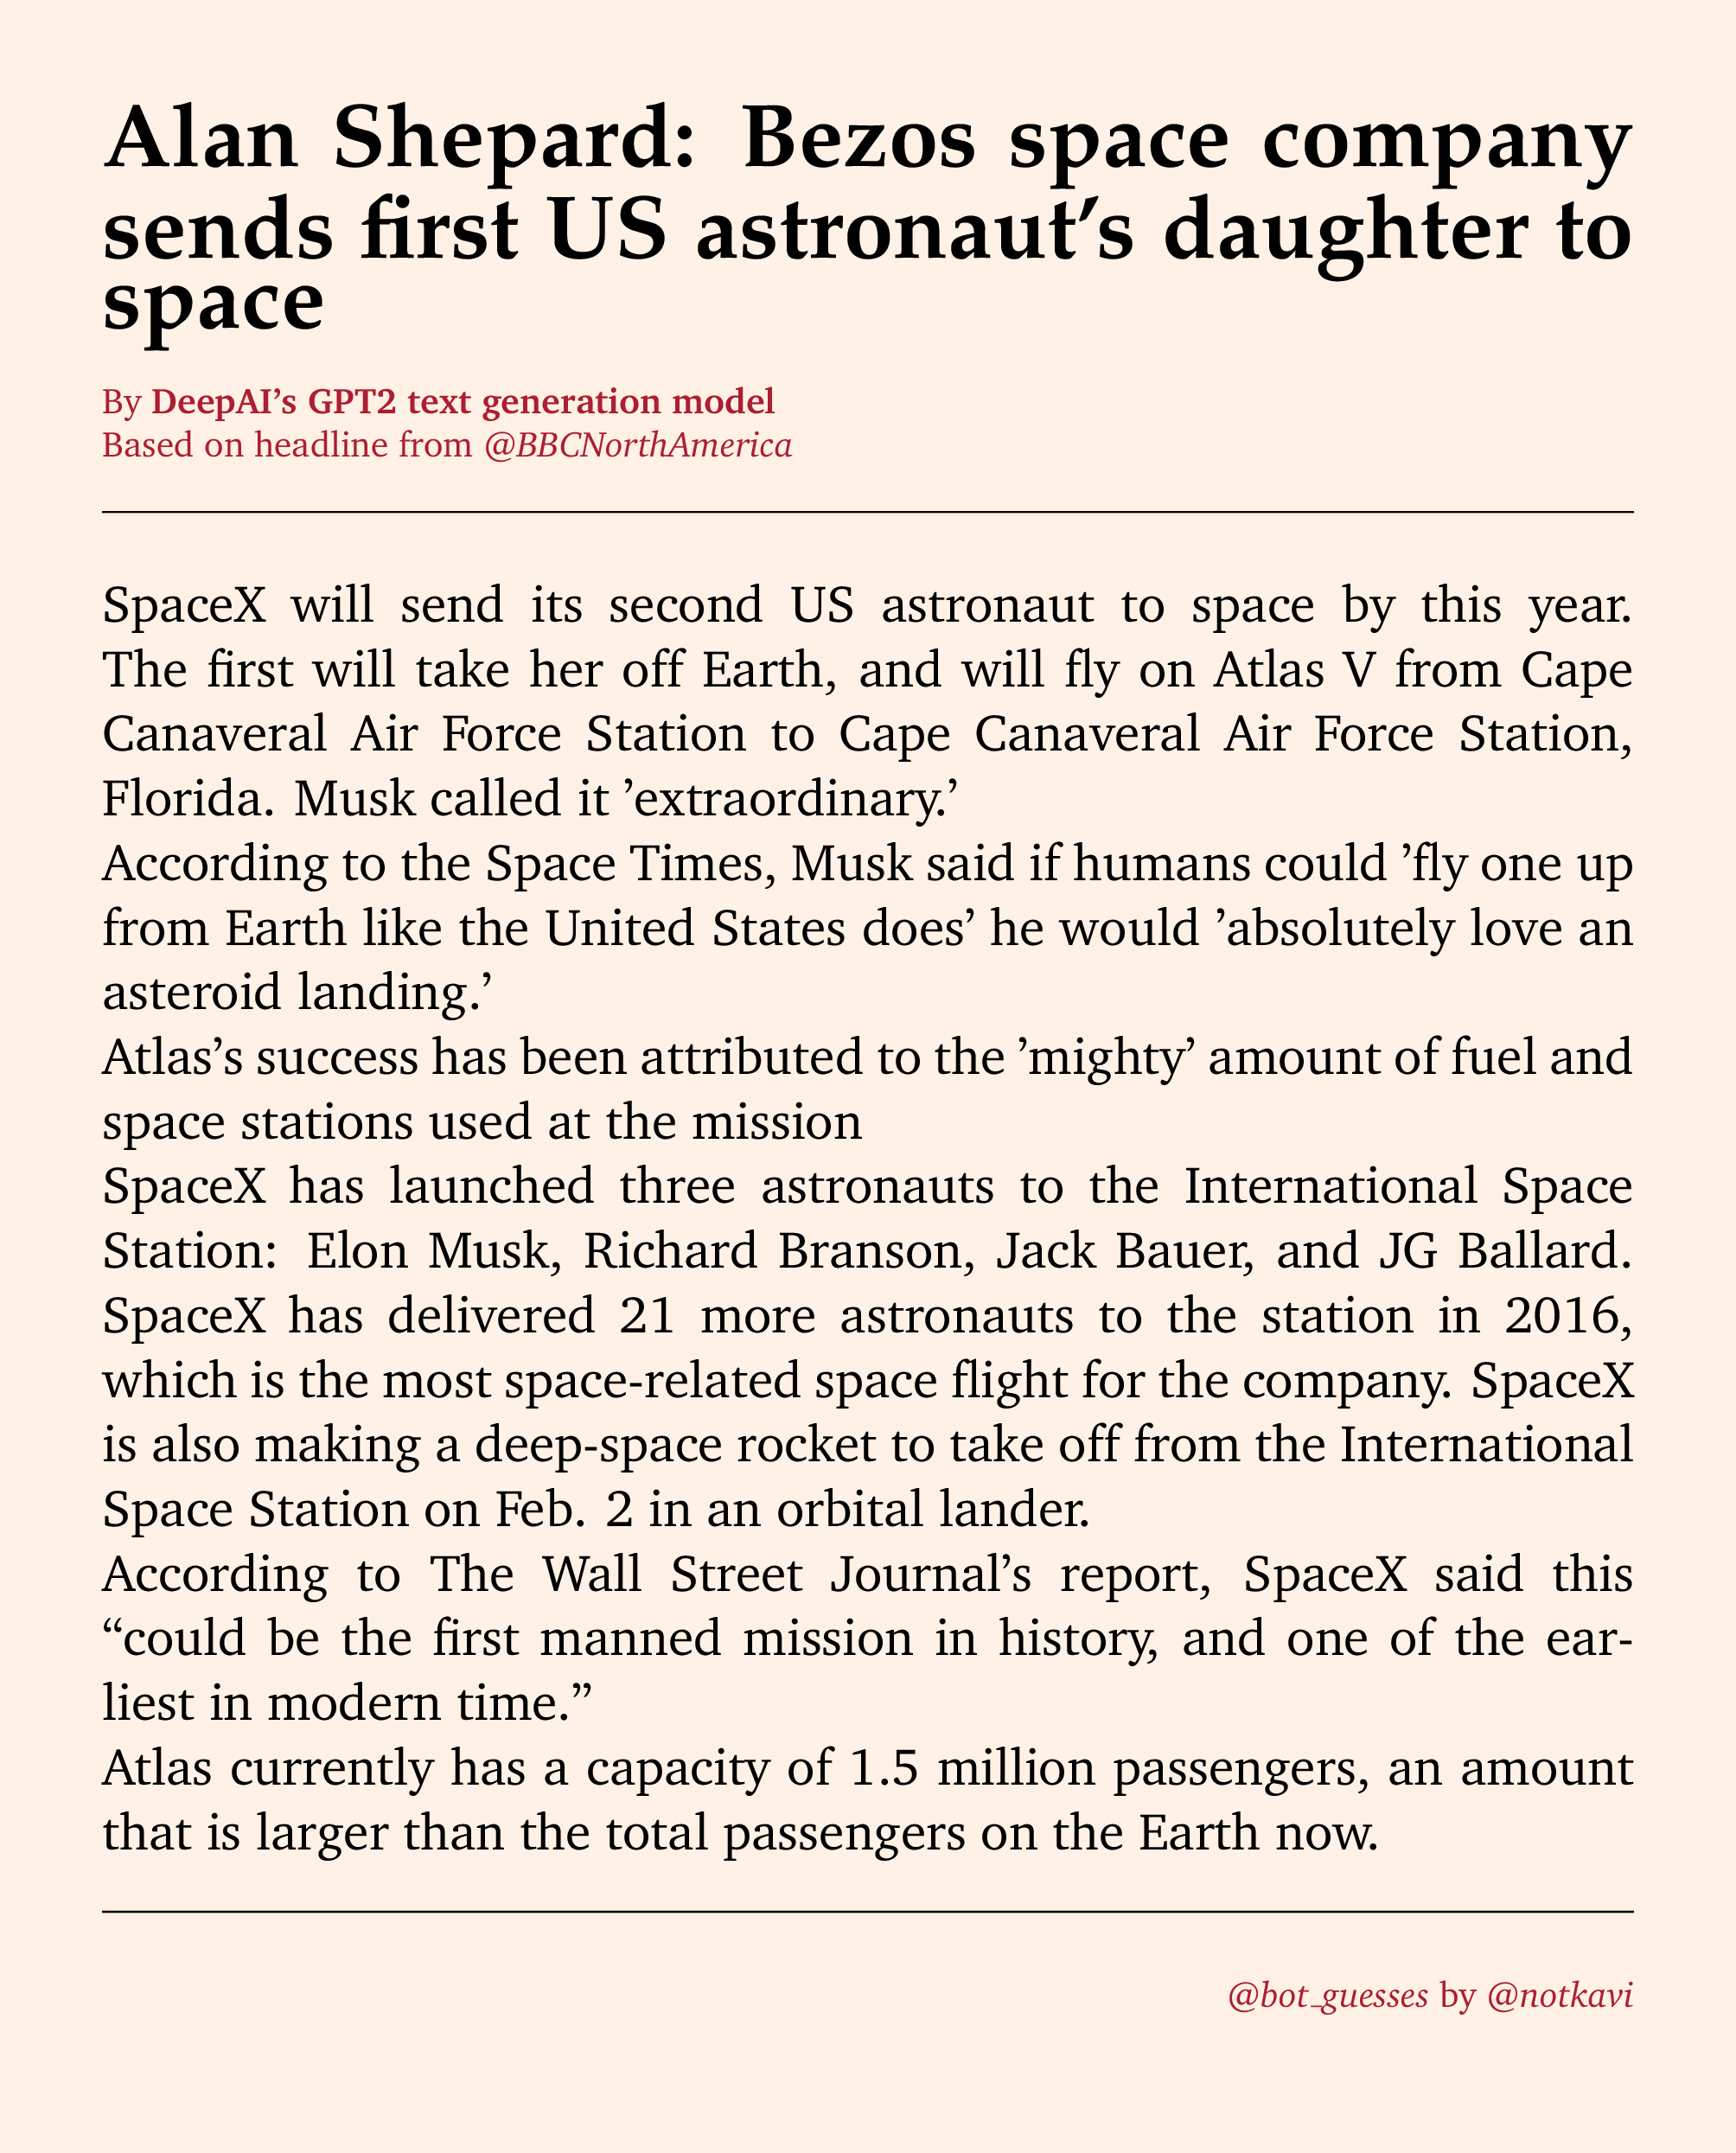 Alan Shepard: Bezos space company
sends first US astronaut's daughter to
space
By DeepAI's GPT2 text generation model
Based on headline from @BBCNorthAmerica
SpaceX will send its second US astronaut to space by this year.
The first will take her off Earth, and will fly on Atlas V from Cape
Canaveral Air Force Station to Cape Canaveral Air Force Station,
Florida. Musk called it ’extraordinary.’
According to the Space Times, Musk said if humans could ’fly one up
from Earth like the United States does’ he would ’absolutely love an
asteroid landing.’
Atlas’s success has been attributed to the ’mighty’ amount of fuel and
space stations used at the mission
SpaceX has launched three astronauts to the International Space
Station: Elon Musk, Richard Branson, Jack Bauer, and JG Ballard.
SpaceX has delivered 21 more astronauts to the station in 2016,
which is the most space-related space flight for the company. SpaceX
is also making a deep-space rocket to take off from the International
Space Station on Feb. 2 in an orbital lander.
According to The Wall Street Journal’s report, SpaceX said this
“could be the first manned mission in history, and one of the ear-
liest in modern time.”
Atlas currently has a capacity of 1.5 million passengers, an amount
that is larger than the total passengers on the Earth now.
@bot_guesses by @notkavi